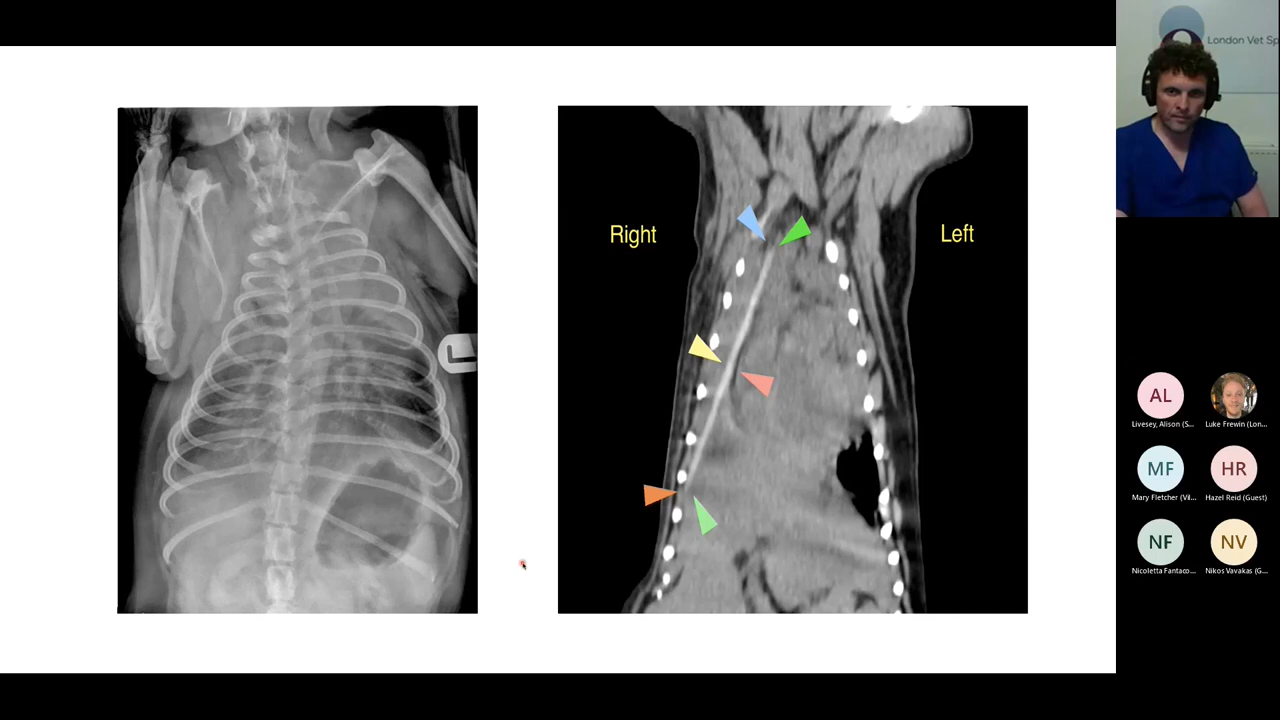 London Vet Sp
Right
Left
L
AL
Livesey, Alison (S...
Luke Frewin (Lon...
MF
HR
Mary Fletcher (Vil...
Hazel Reid (Guest)
NF
NV
Nicoletta Fantaco...
Nikos Vavakas (G...